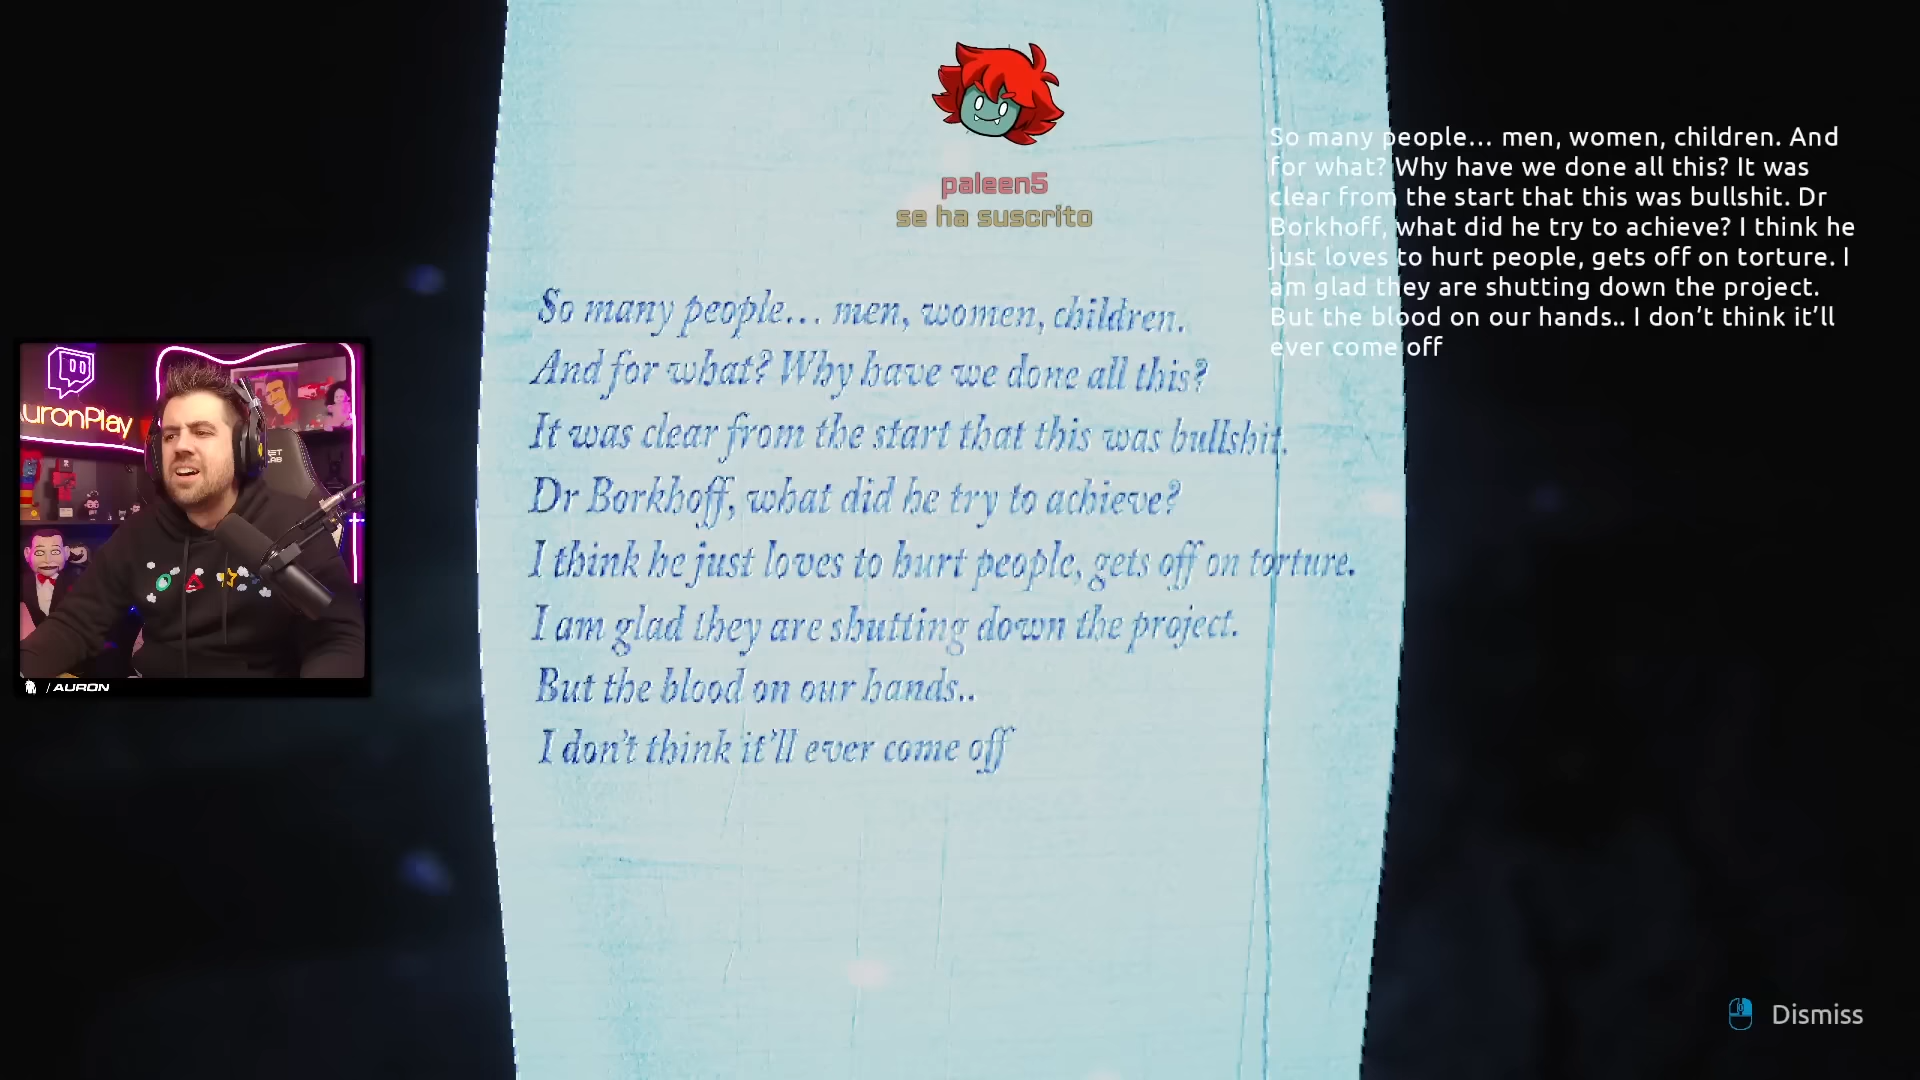 paleen5
se ha suscrito
So many people... men, women, children.
And for what? Why have we done all this?
It was clear from the start that this was bullshit.
Dr Borkhoff, what did he try to achieve?
I think he just loves to hurt people, gets off on torture.
I am glad they are shutting down the project.
But the blood on our hands..
I don't think it'll ever come off
So many people... men, women, children. And
for what? Why have we done all this? It was
clear from the start that this was bullshit. Dr
Borkhoff, what did he try to achieve? I think he
just loves to hurt people, gets off on torture. I
am glad they are shutting down the project.
But the blood on our hands.. I don’t think it’ll
ever come off
uronPlay
/AURON
Dismiss